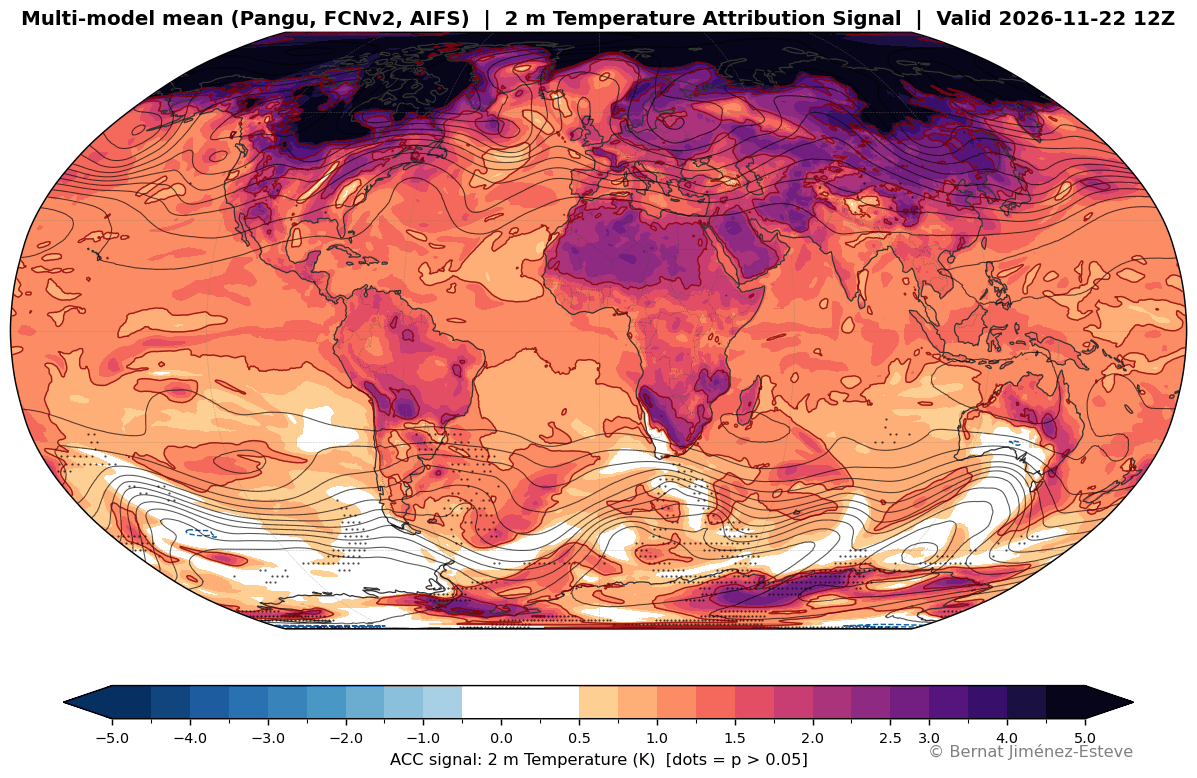 Multi-model mean (Pangu, FCNv2, AIFS) | 2 m Temperature Attribution Signal | Valid 2026-11-22 12Z
−5.0 −4.0 −3.0 −2.0 −1.0 0.0 0.5 1.0 1.5 2.0 2.5 3.0 4.0 5.0
© Bernat Jiménez-Esteve
ACC signal: 2 m Temperature (K) [dots = p > 0.05]